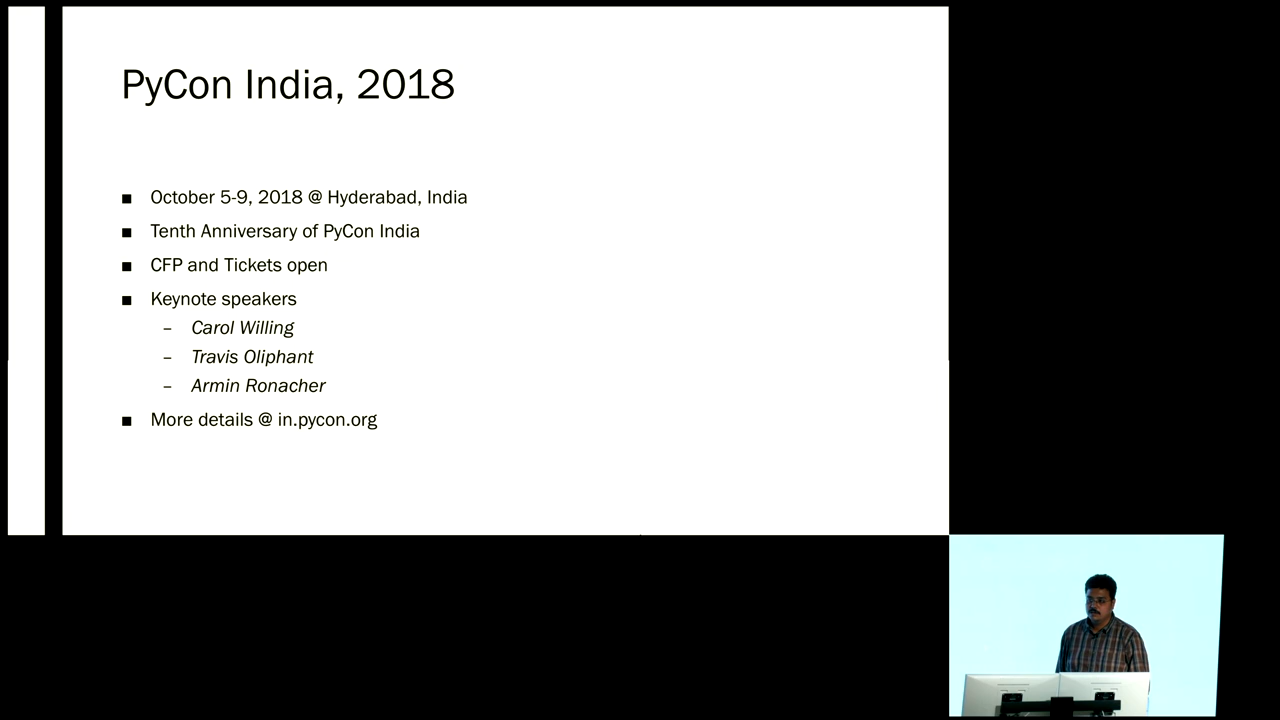 PyCon India, 2018
■ October 5-9, 2018 @ Hyderabad, India
■ Tenth Anniversary of PyCon India
■ CFP and Tickets open
■ Keynote speakers
– Carol Willing
– Travis Oliphant
– Armin Ronacher
■ More details @ in.pycon.org